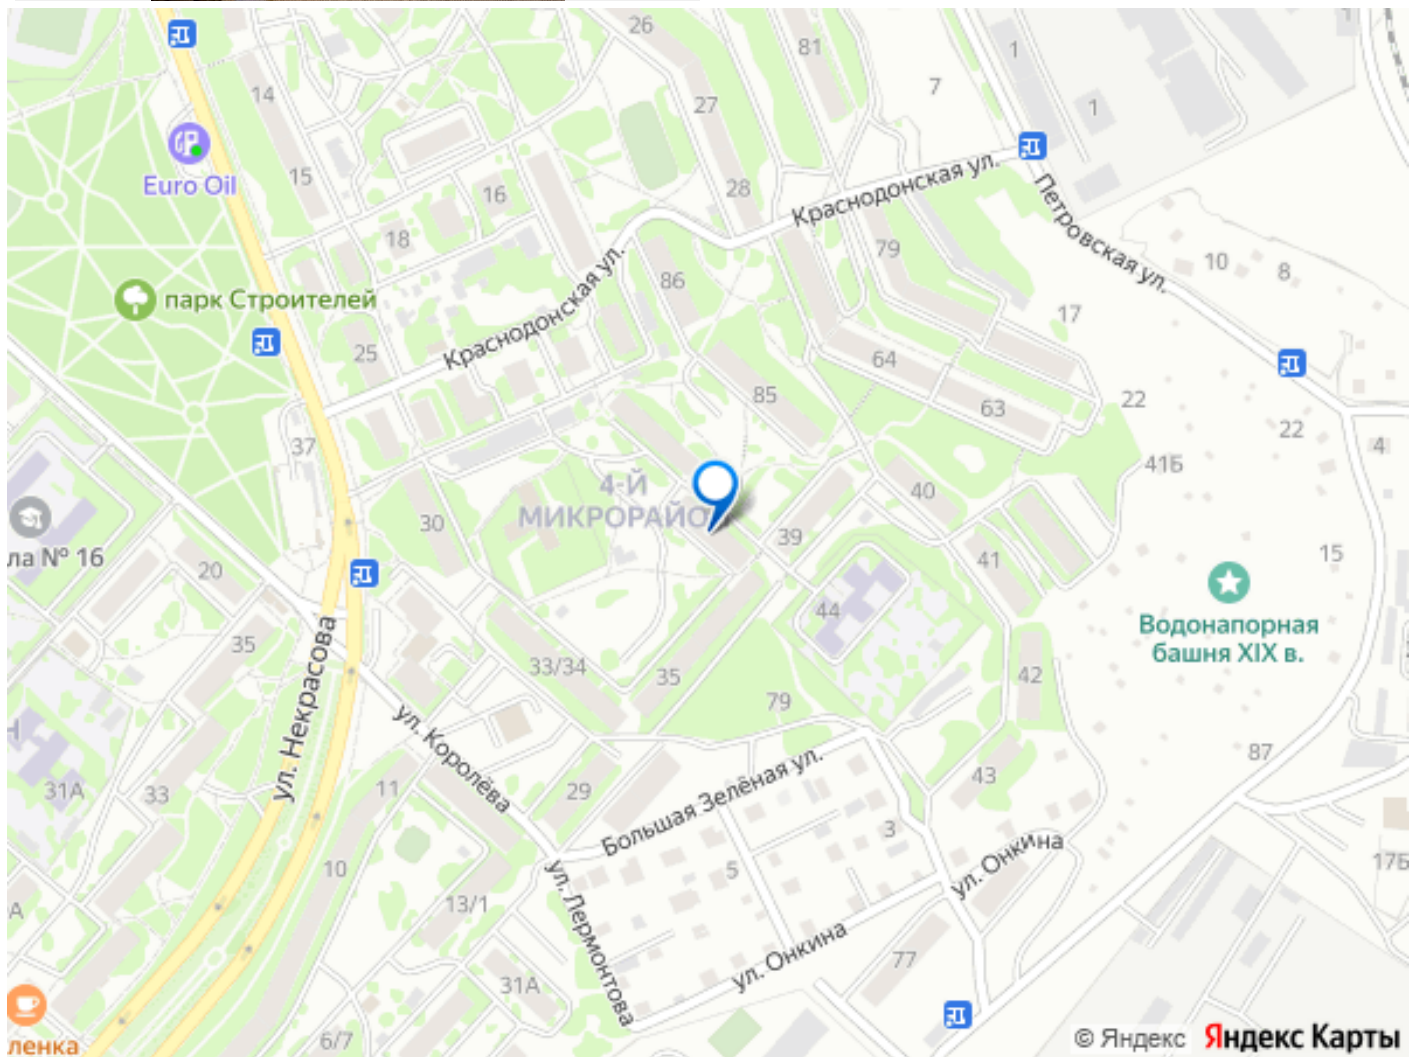 26
81
1
7
14
27
1
Euro Oil
15
16
28
Краснодонская ул.
Петровская ул.
18
79
10
8
86
парк Строителей
17
Краснодонская ул.
25
64
85
63
22
37
22
4
41Б
4-Й
МИКРОРАЙО
40
30
39
ла № 16
41
15
20
44
Водонапорная
башня XIX в.
35
33/34
35
42
79
ул. Некрасова
ул. Королёва
Н
87
31А
33
11
29
43
Большая Зелёная ул.
3
ул. Онкина
10
5
17Б
А
13/1
ул. Лермонтова
ул. Онкина
77
31А
6/7
ленка
© Яндекс Яндекс Карты